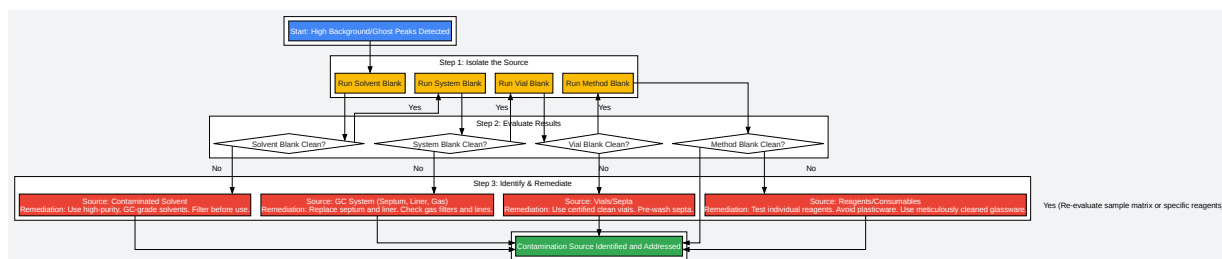 Start: High Background/Ghost Peaks Detected
Step 1: Isolate the Source
Run Solvent Blank
Run System Blank
Run Vial Blank
Run Method Blank
Yes
Yes
Yes
Step 2: Evaluate Results
Solvent Blank Clean?
System Blank Clean?
Vial Blank Clean?
Method Blank Clean?
No
No
No
No
Step 3: Identify & Remediate
Source: Contaminated Solvent
Remediation: Use high-purity, GC-grade solvents. Filter before use.
Source: GC System (Septum, Liner, Gas)
Remediation: Replace septum and liner. Check gas filters and lines.
Source: Vials/Septa
Remediation: Use certified clean vials. Pre-wash septa.
Source: Reagents/Consumables
Remediation: Test individual reagents. Avoid plasticware. Use meticulously cleaned glassware.
Yes (Re-evaluate sample matrix or specific reagents
Contamination Source Identified and Addressed